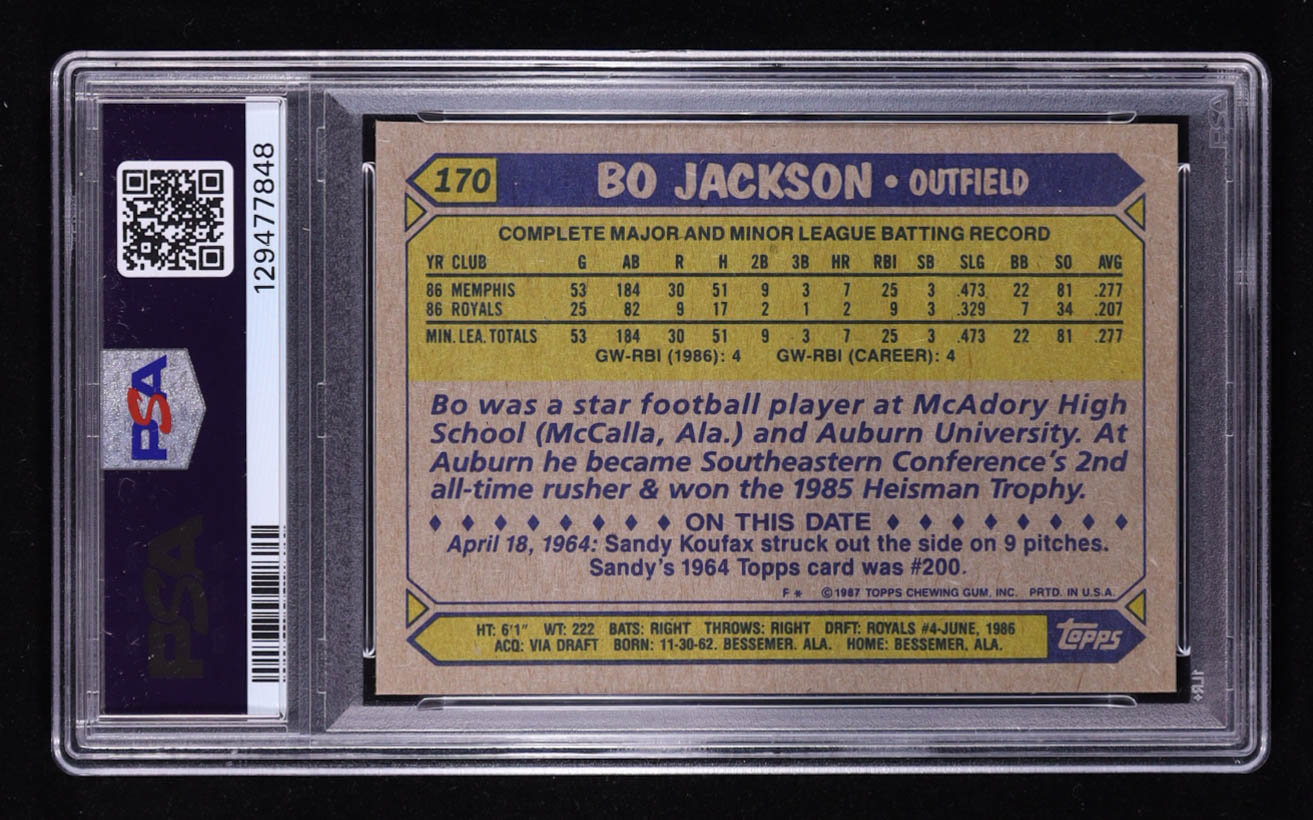 129477848
PSA
PSA
170 BO JACKSON • OUTFIELD
COMPLETE MAJOR AND MINOR LEAGUE BATTING RECORD
YR CLUB G AB R H 2B 3B HR RBI SB SLG BB SO AVG
86 MEMPHIS 53 184 30 51 9 3 7 25 3 .473 22 81 .277
86 ROYALS 25 82 9 17 2 1 2 9 3 .329 7 34 .207
MIN. LEA. TOTALS 53 184 30 51 9 3 7 25 3 .473 22 81 .277
GW-RBI (1986): 4 GW-RBI (CAREER): 4
Bo was a star football player at McAdory High
School (McCalla, Ala.) and Auburn University. At
Auburn he became Southeastern Conference's 2nd
all-time rusher & won the 1985 Heisman Trophy.
♦ ♦ ♦ ♦ ♦ ♦ ♦ ♦ ON THIS DATE ♦ ♦ ♦ ♦ ♦ ♦ ♦ ♦
April 18, 1964: Sandy Koufax struck out the side on 9 pitches.
Sandy's 1964 Topps card was #200.
F * © 1987 TOPPS CHEWING GUM, INC. PRTD. IN U.S.A.
HT: 6'1" WT: 222 BATS: RIGHT THROWS: RIGHT DRFT: ROYALS #4-JUNE, 1986
ACQ: VIA DRAFT BORN: 11-30-62, BESSEMER, ALA. HOME: BESSEMER, ALA.
topps
PSA